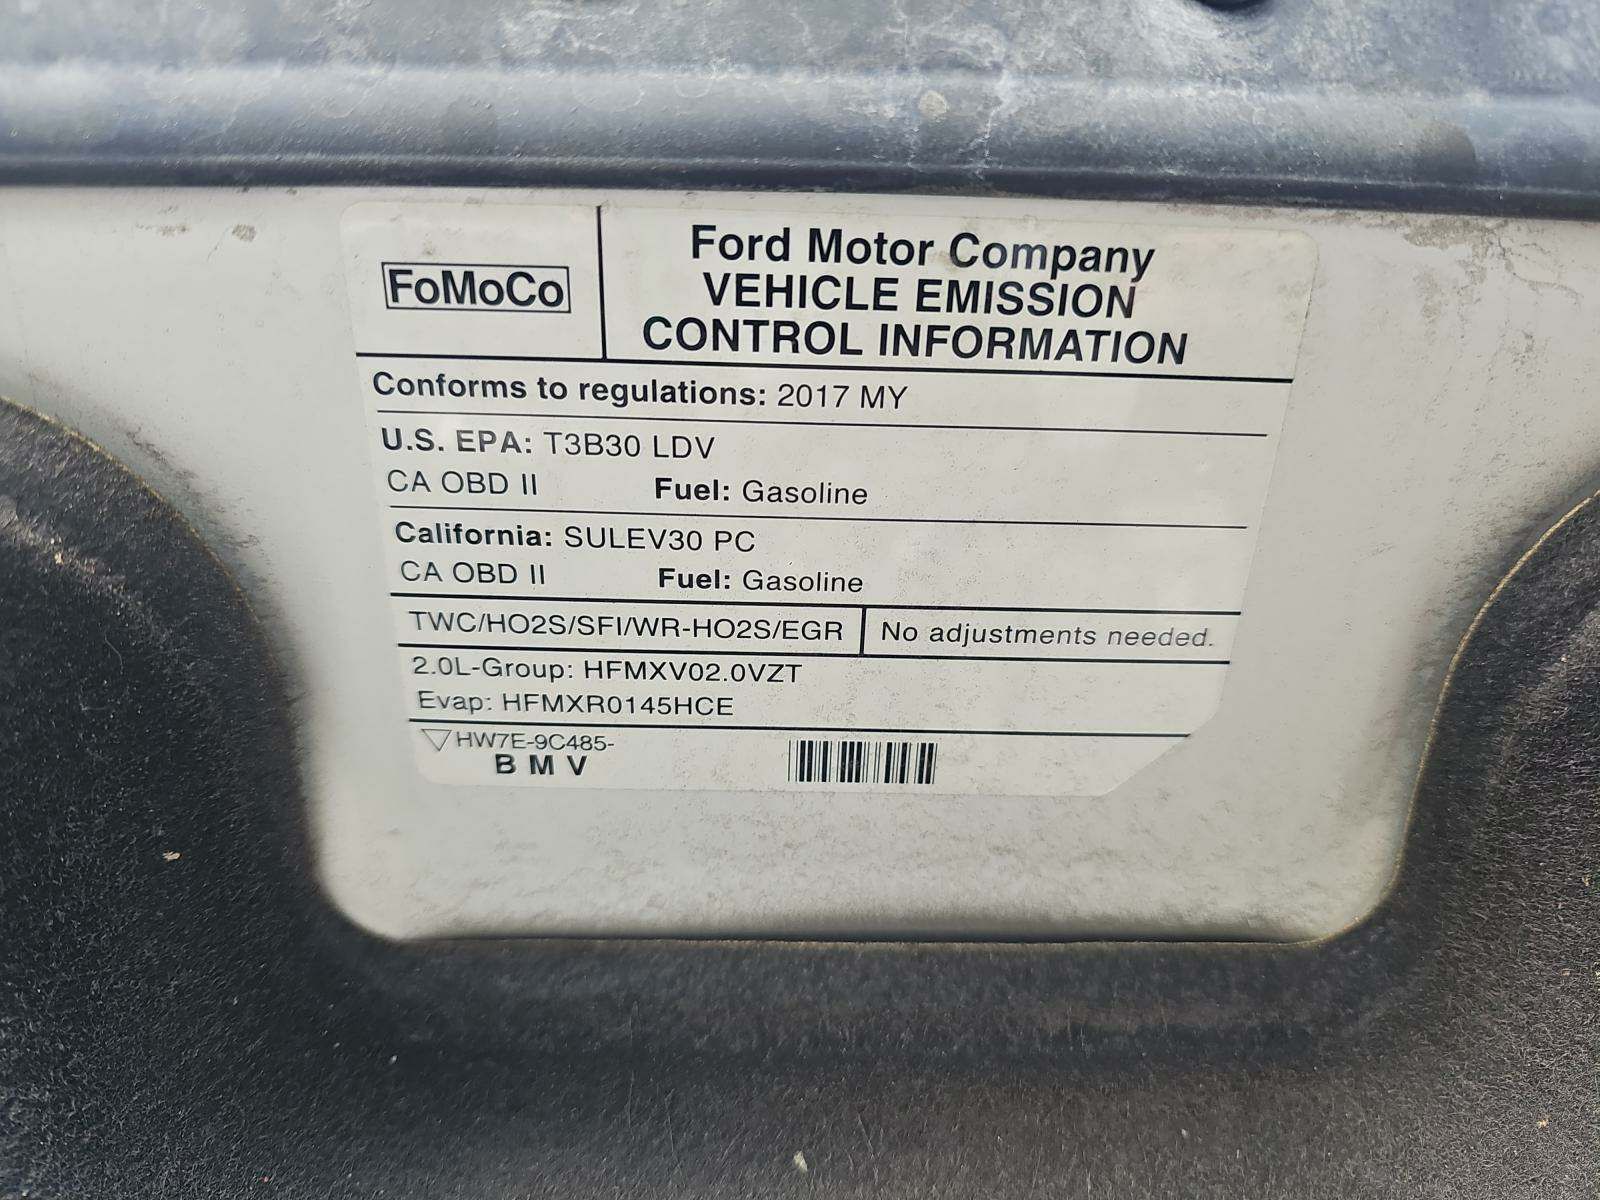 FoMoCo
Ford Motor Company
VEHICLE EMISSION
CONTROL INFORMATION
Conforms to regulations: 2017 MY
U.S. EPA: T3B30 LDV
CA OBD II Fuel: Gasoline
California: SULEV30 PC
CA OBD II Fuel: Gasoline
TWC/HO2S/SFI/WR-HO2S/EGR No adjustments needed.
2.0L-Group: HFMXV02.0VZT
Evap: HFMXR0145HCE
HW7E-9C485-
B M V